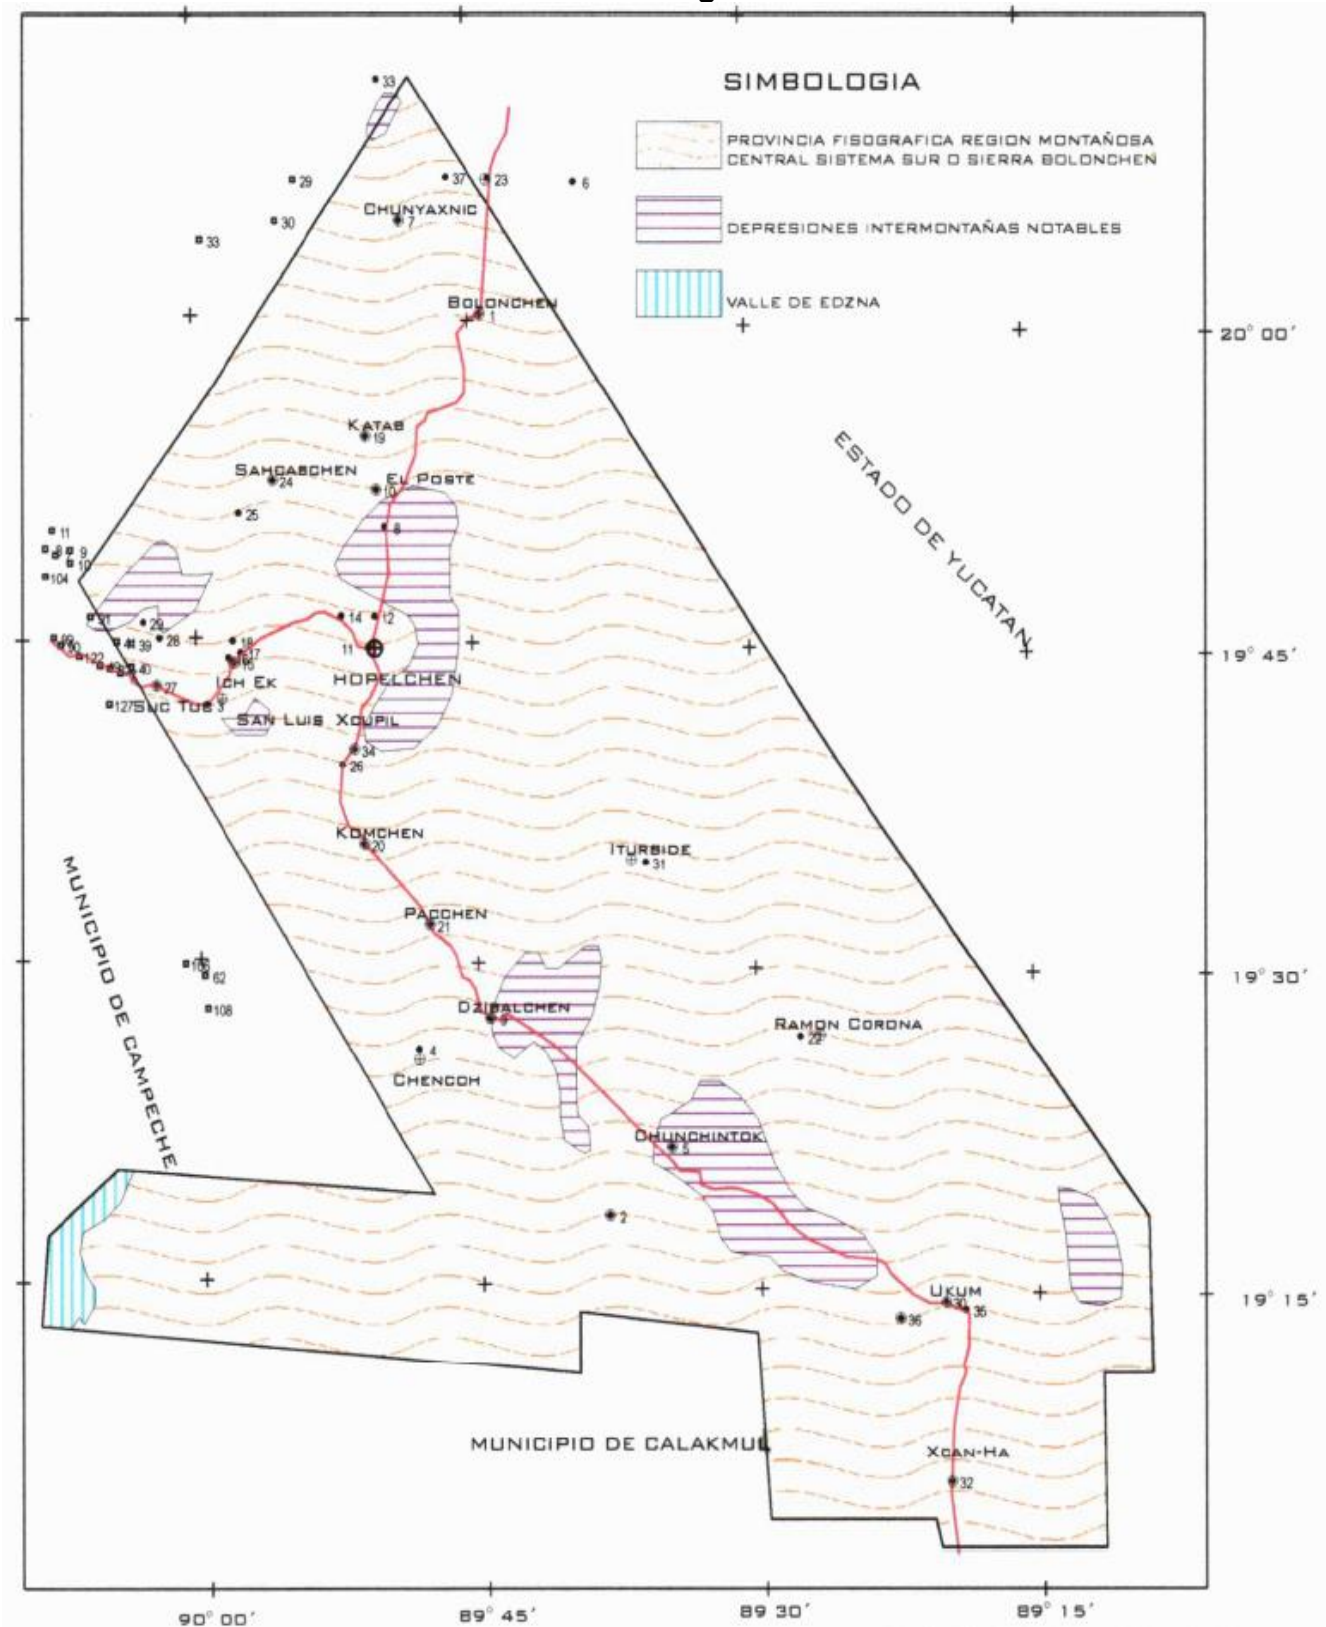 SIMBOLOGIA
PROVINCIA FISOGRAFICA REGION MONTAÑOSA
CENTRAL SISTEMA SUR O SIERRA BOLONCHEN
DEPRESIONES INTERMONTAÑAS NOTABLES
VALLE DE EDZNA
33
29
37
23
6
CHUNYAXNIC
30
7
33
BOLONCHEN
1
20° 00'
KATAB
19
SAHCABCHEN
24
EL POSTE
10
25
8
11
9
10
104
ESTADO DE YUCATAN
91
29
14
12
28
39
18
17
11
40
122
19° 45'
HOPELCHEN
ICH EK
27
127
SUC TUC
3
SAN LUIS XCUPIL
34
26
KOMCHEN
20
ITURBIDE
31
MUNICIPIO DE CAMPECHE
PACCHEN
21
62
19° 30'
108
DZIBALCHEN
RAMON CORONA
22
4
CHENCOH
CHUNCHINTOK
5
2
UKUM
30
35
36
19° 15'
MUNICIPIO DE CALAKMUL
XCAN-HA
32
90° 00'
89° 45'
89° 30'
89° 15'